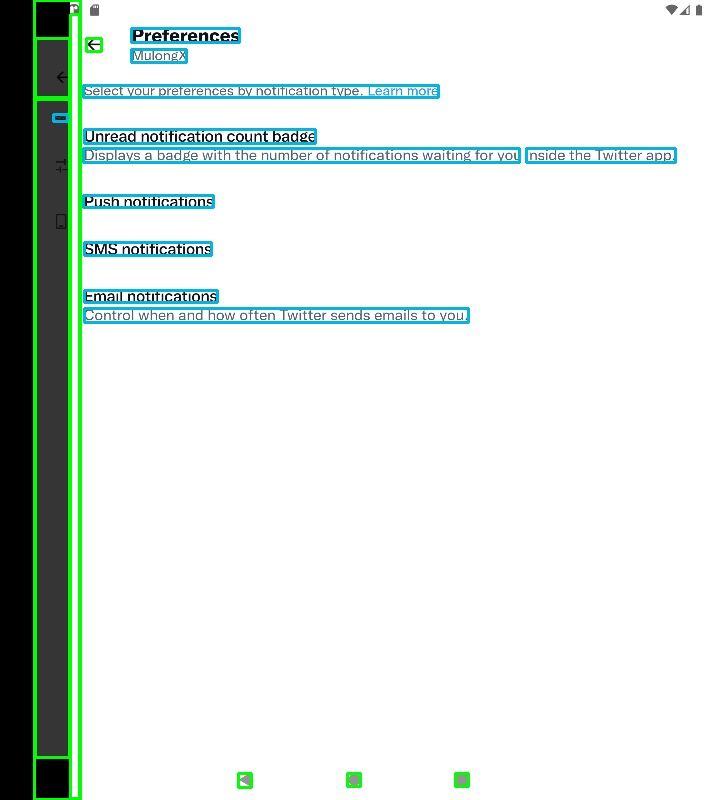 Preferences
MulongX
Select your preferences by notification type. Learn more
Unread notification count badge
Displays a badge with the number of notifications waiting for you inside the Twitter app.
Push notifications
SMS notifications
Email notifications
Control when and how often Twitter sends emails to you.